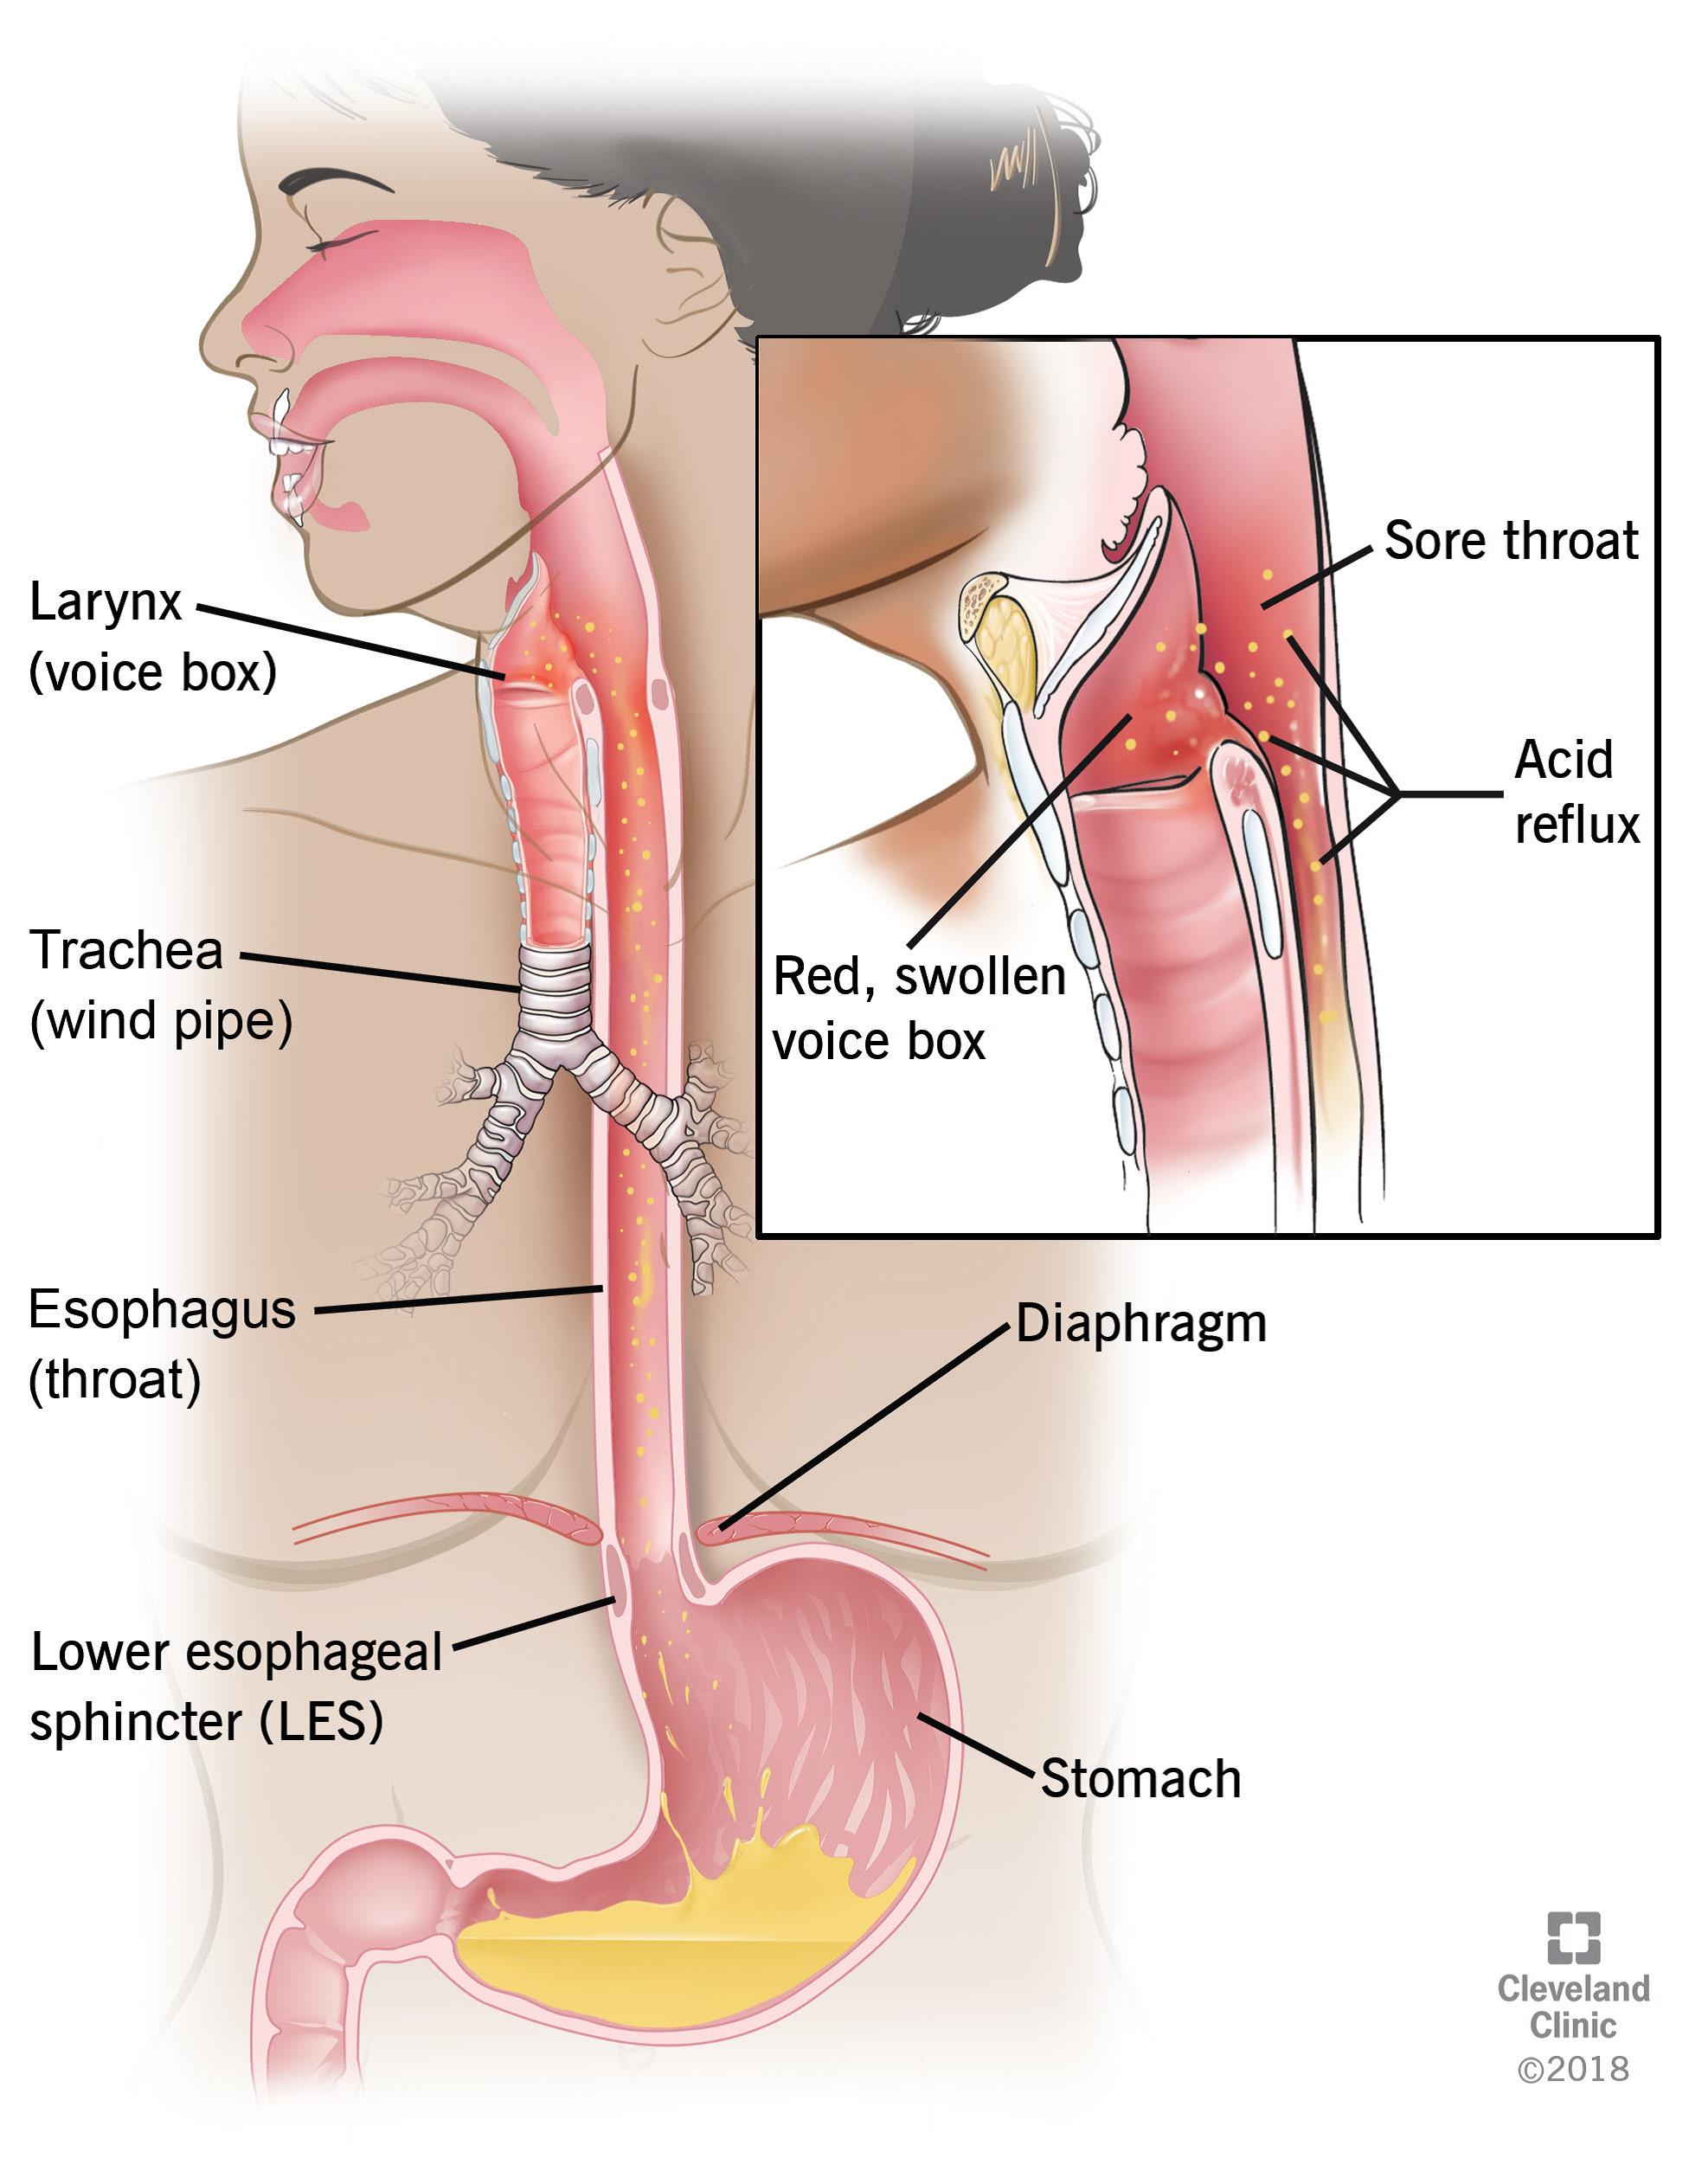 Larynx
(voice box)
Trachea
(wind pipe)
Esophagus
(throat)
Lower esophageal
sphincter (LES)
Sore throat
Acid
reflux
Red, swollen
voice box
Diaphragm
Stomach
Cleveland
Clinic
©2018